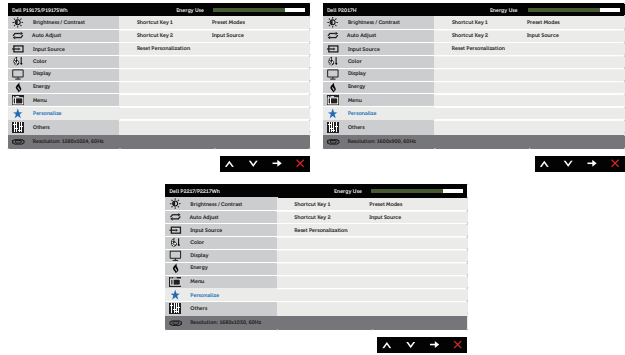 Dell P1917S/P1917SWh Energy Use
Brightness / Contrast Shortcut Key 1 Preset Modes
Auto Adjust Shortcut Key 2 Input Source
Input Source Reset Personalization
Color
Display
Energy
Menu
Personalize
Others
Resolution: 1280x1024, 60Hz
Dell P2017H Energy Use
Brightness / Contrast Shortcut Key 1 Preset Modes
Auto Adjust Shortcut Key 2 Input Source
Input Source Reset Personalization
Color
Display
Energy
Menu
Personalize
Others
Resolution: 1600x900, 60Hz
Dell P2217/P2217Wh Energy Use
Brightness / Contrast Shortcut Key 1 Preset Modes
Auto Adjust Shortcut Key 2 Input Source
Input Source Reset Personalization
Color
Display
Energy
Menu
Personalize
Others
Resolution: 1680x1050, 60Hz